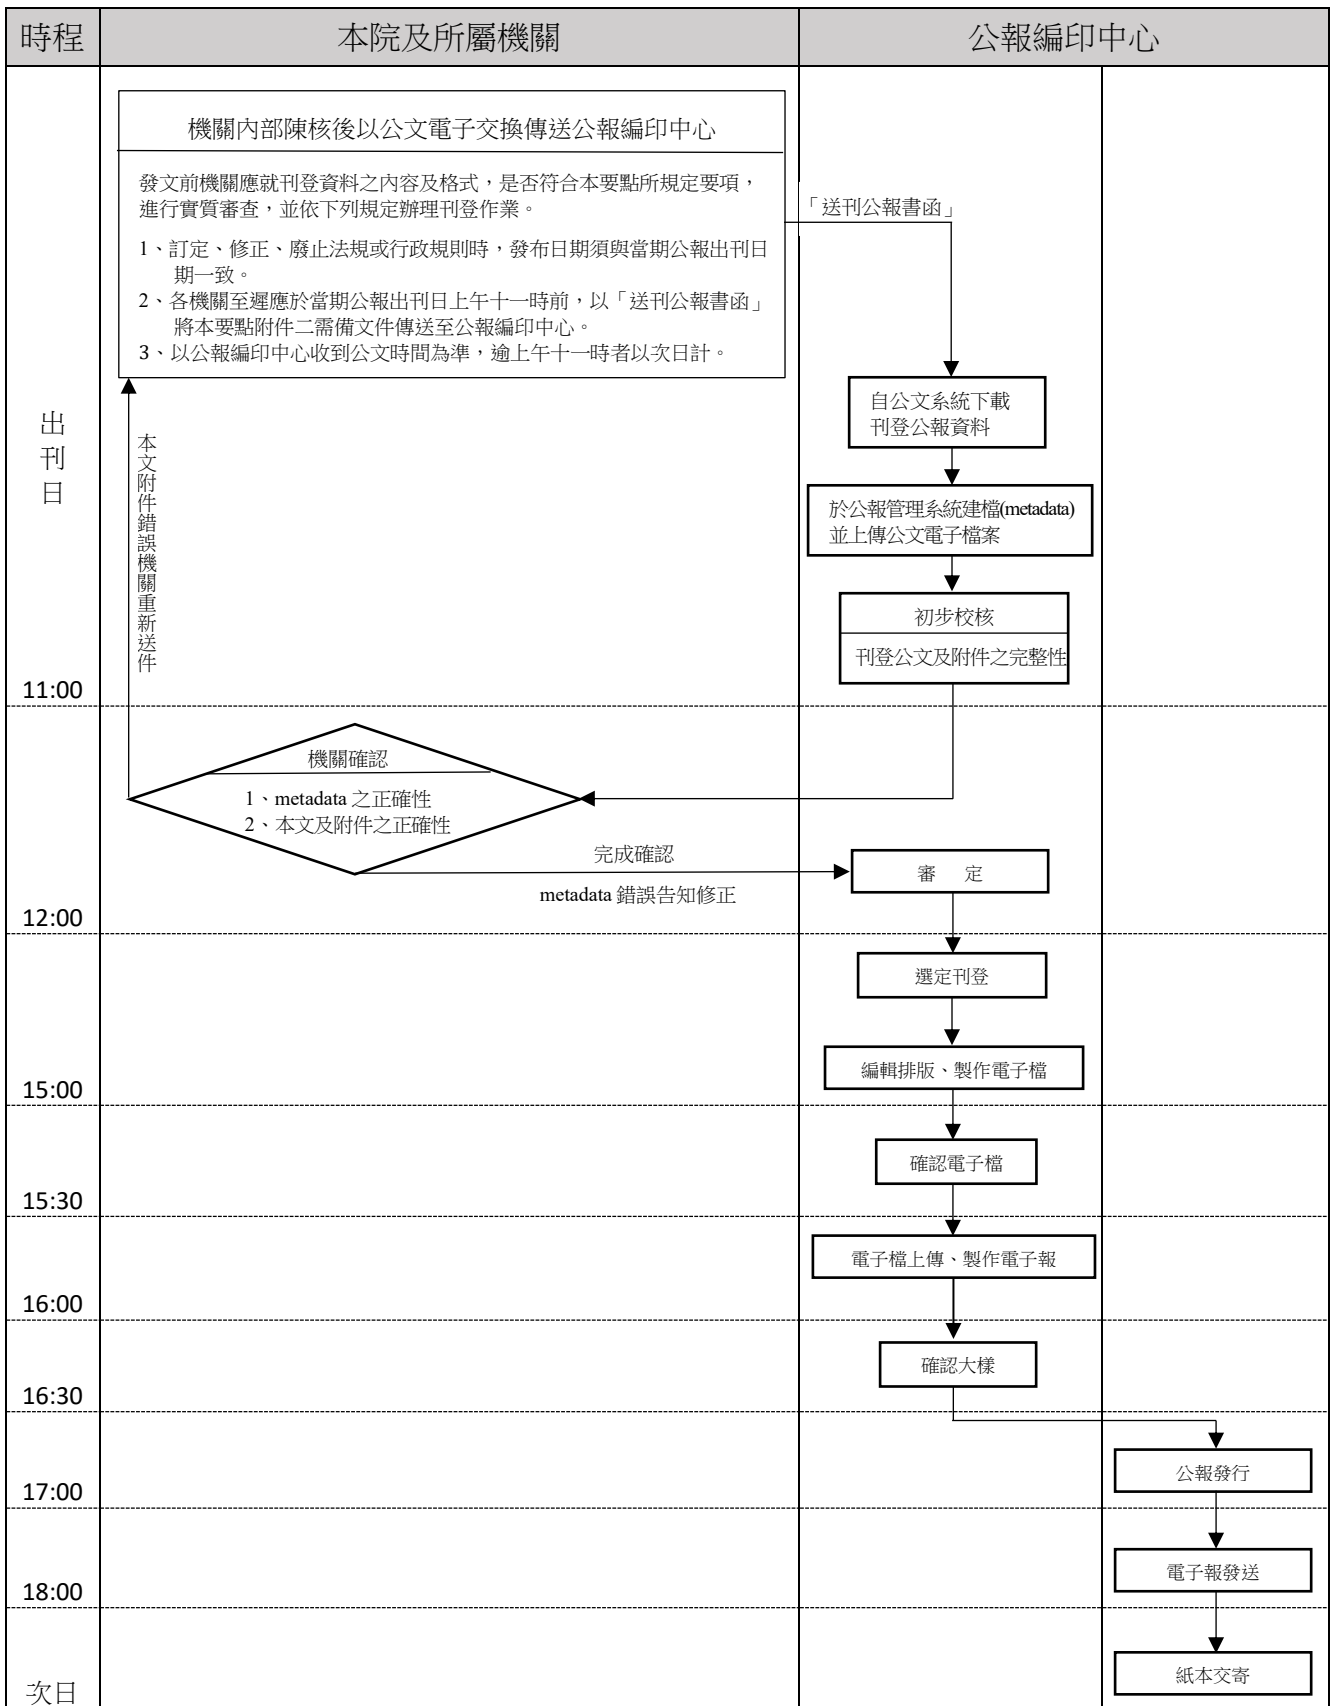 時程
本院及所屬機關
公報編印中心
機關內部陳核後以公文電子交換傳送公報編印中心
發文前機關應就刊登資料之內容及格式，是否符合本要點所規定要項，
進行實質審查，並依下列規定辦理刊登作業。
1、訂定、修正、廢止法規或行政規則時，發布日期須與當期公報出刊日
期一致。
2、各機關至遲應於當期公報出刊日上午十一時前，以「送刊公報書函」
將本要點附件二需備文件傳送至公報編印中心。
3、以公報編印中心收到公文時間為準，逾上午十一時者以次日計。
「送刊公報書函」
自公文系統下載
刊登公報資料
出刊日
本文附件錯誤機關重新送件
於公報管理系統建檔(metadata)
並上傳公文電子檔案
初步校核
刊登公文及附件之完整性
11:00
機關確認
1、metadata 之正確性
2、本文及附件之正確性
完成確認
metadata 錯誤告知修正
審 定
12:00
選定刊登
編輯排版、製作電子檔
15:00
確認電子檔
15:30
電子檔上傳、製作電子報
16:00
確認大樣
16:30
公報發行
17:00
電子報發送
18:00
紙本交寄
次日